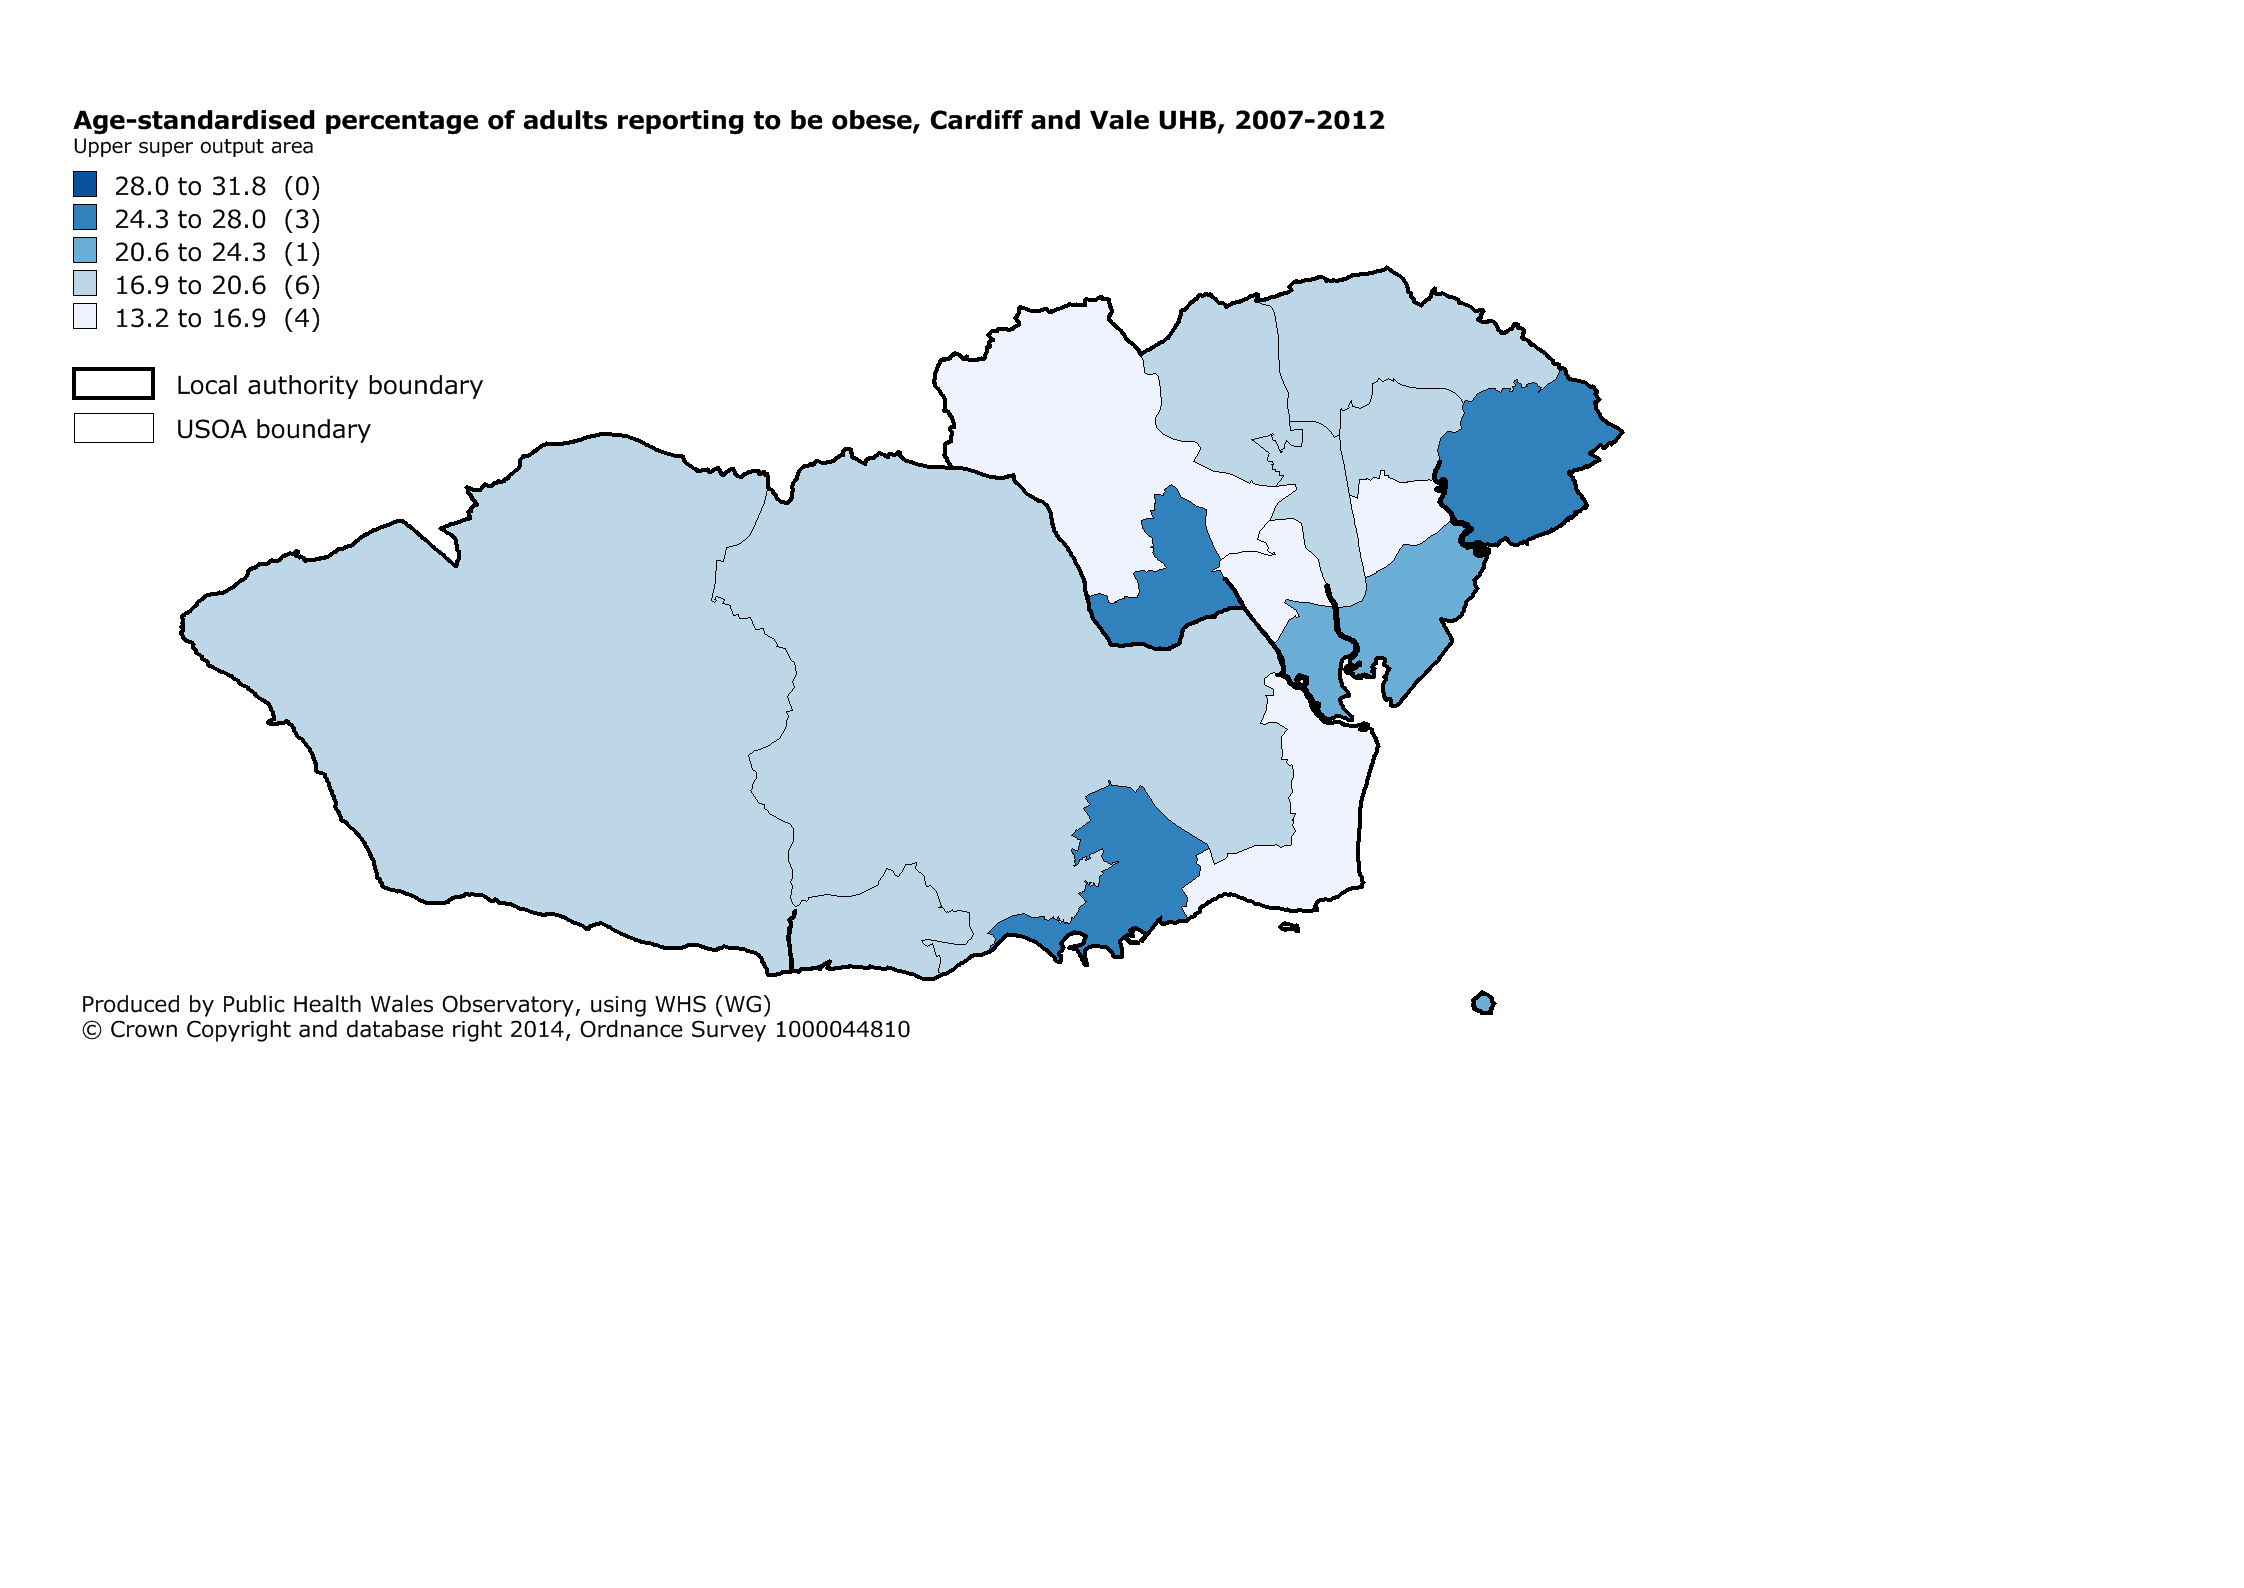 Age-standardised percentage of adults reporting to be obese, Cardiff and Vale UHB, 2007-2012
Upper super output area
28.0 to 31.8 (0)
24.3 to 28.0 (3)
20.6 to 24.3 (1)
16.9 to 20.6 (6)
13.2 to 16.9 (4)
Local authority boundary
USOA boundary
Produced by Public Health Wales Observatory, using WHS (WG)
© Crown Copyright and database right 2014, Ordnance Survey 1000044810